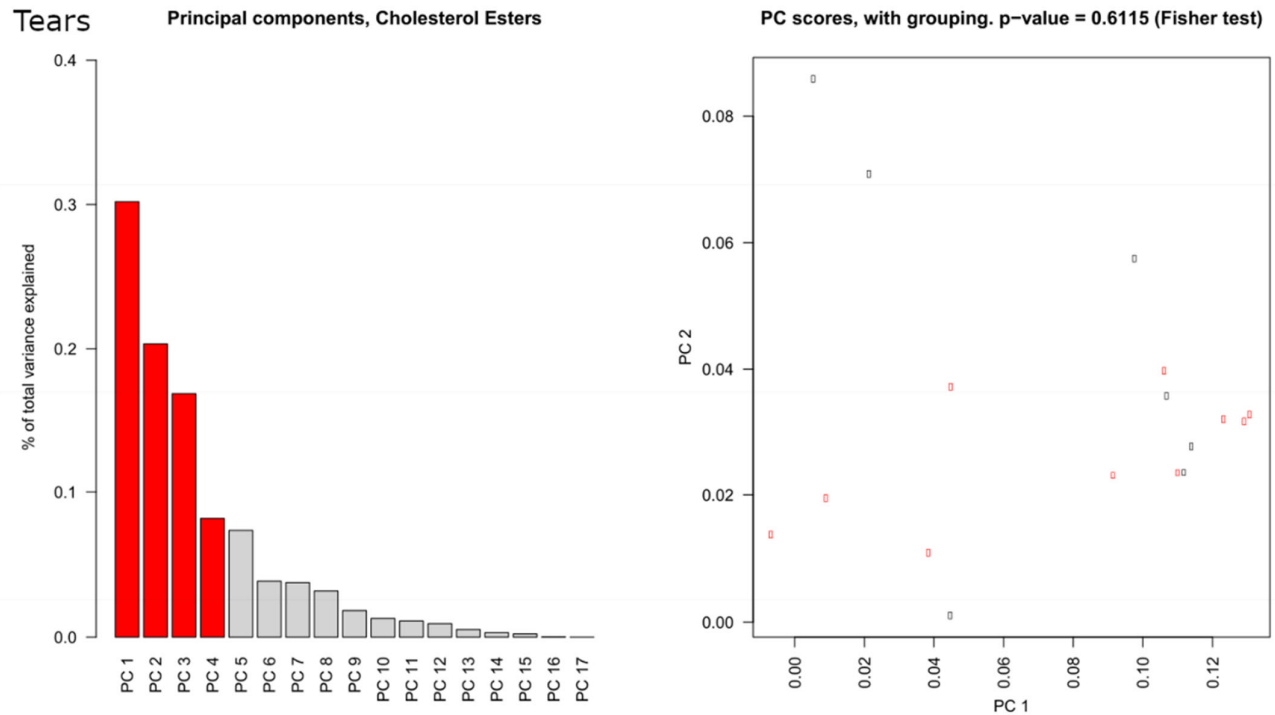 Tears
Principal components, Cholesterol Esters
% of total variance explained
0.4
0.3
0.2
0.1
0.0
PC 1
PC 2
PC 3
PC 4
PC 5
PC 6
PC 7
PC 8
PC 9
PC 10
PC 11
PC 12
PC 13
PC 14
PC 15
PC 16
PC 17
PC scores, with grouping. p−value = 0.6115 (Fisher test)
PC 2
0.08
0.06
0.04
0.02
0.00
0.00
0.02
0.04
0.06
0.08
0.10
0.12
PC 1